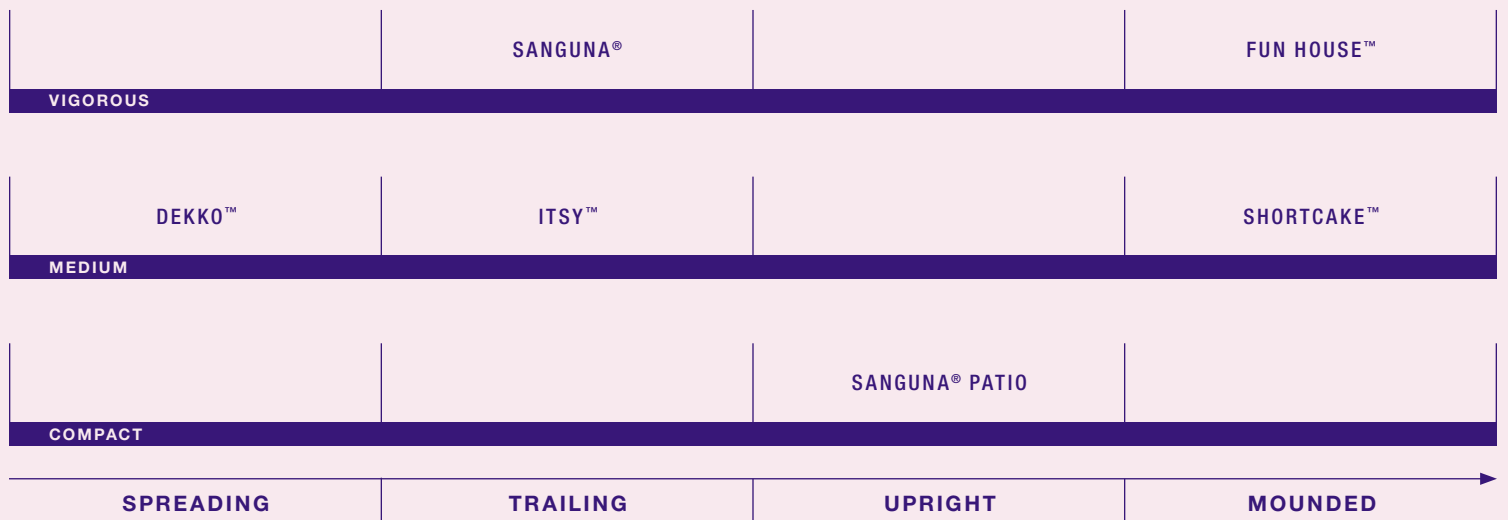 SANGUNA® FUN HOUSE™
VIGOROUS
DEKKO™ ITSY™ SHORTCAKE™
MEDIUM
SANGUNA® PATIO
COMPACT
SPREADING TRAILING UPRIGHT MOUNDED